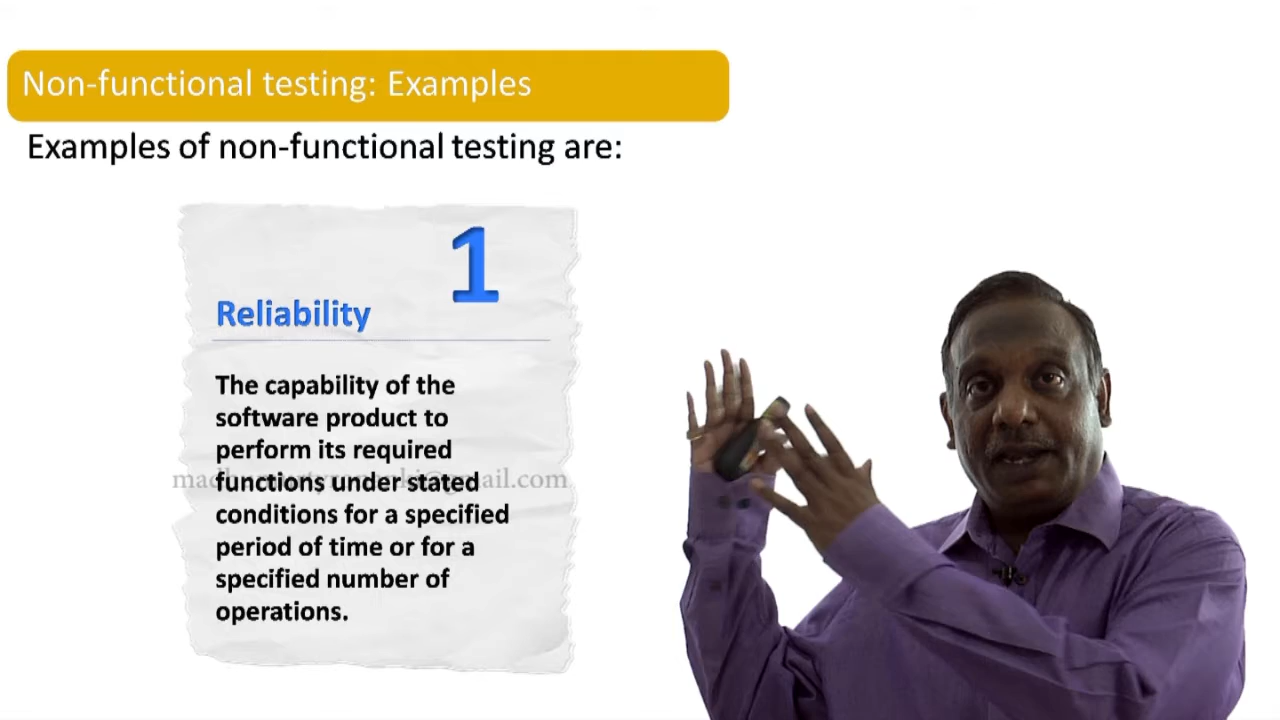 Non-functional testing: Examples
Examples of non-functional testing are:
1
Reliability
The capability of the
software product to
perform its required
functions under stated
conditions for a specified
period of time or for a
specified number of
operations.